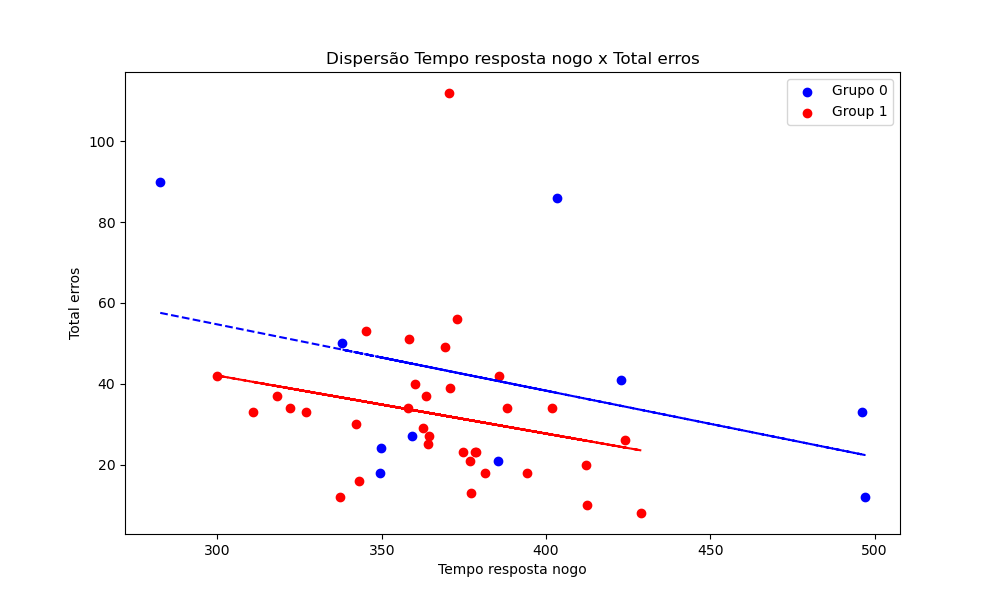 Dispersão Tempo resposta nogo x Total erros
Grupo 0
Group 1
Total erros
100
80
60
40
20
300
350
400
450
500
Tempo resposta nogo